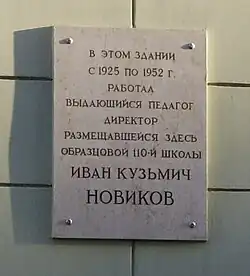 В ЭТОМ ЗДАНИИ
С 1925 ПО 1952 Г.
РАБОТАЛ
ВЫДАЮЩИЙСЯ ПЕДАГОГ
ДИРЕКТОР
РАЗМЕЩАВШЕЙСЯ ЗДЕСЬ
ОБРАЗЦОВОЙ 110-Й ШКОЛЫ
ИВАН КУЗЬМИЧ
НОВИКОВ